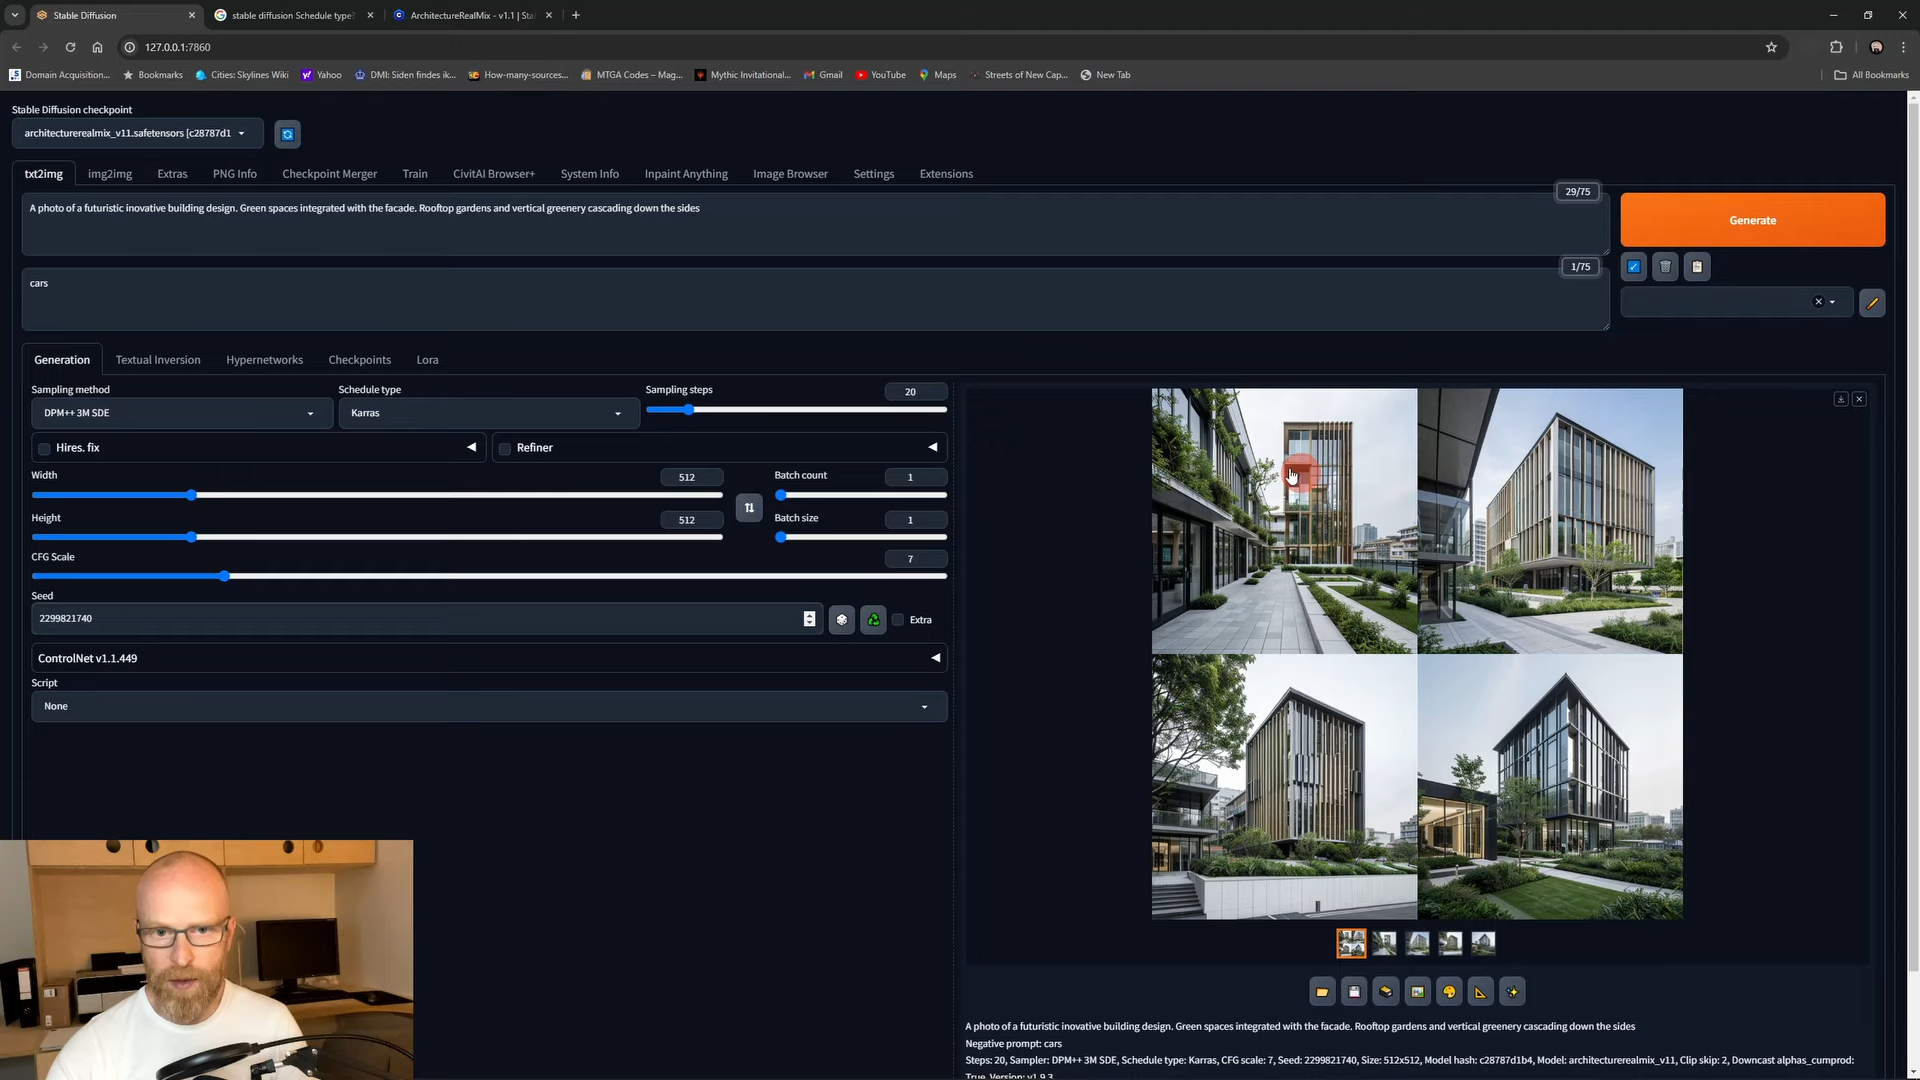 Stable Diffusion
stable diffusion Schedule type?
ArchitectureRealMix - v1.1 | Sta
127.0.0.1:7860
Domain Acquisition...
Bookmarks
Cities: Skylines Wiki
Yahoo
DMI: Siden findes ik...
How-many-sources...
MTGA Codes – Mag...
Mythic Invitational...
Gmail
YouTube
Maps
Streets of New Cap...
New Tab
All Bookmarks
Stable Diffusion checkpoint
architecturerealmix_v11.safetensors [c28787d1
txt2img
img2img
Extras
PNG Info
Checkpoint Merger
Train
CivitAI Browser+
System Info
Inpaint Anything
Image Browser
Settings
Extensions
29/75
A photo of a futuristic inovative building design. Green spaces integrated with the facade. Rooftop gardens and vertical greenery cascading down the sides
Generate
1/75
cars
Generation
Textual Inversion
Hypernetworks
Checkpoints
Lora
Sampling method
Schedule type
Sampling steps
20
DPM++ 3M SDE
Karras
Hires. fix
Refiner
Width
512
Batch count
1
Height
512
Batch size
1
CFG Scale
7
Seed
2299821740
Extra
ControlNet v1.1.449
Script
None
A photo of a futuristic inovative building design. Green spaces integrated with the facade. Rooftop gardens and vertical greenery cascading down the sides
Negative prompt: cars
Steps: 20, Sampler: DPM++ 3M SDE, Schedule type: Karras, CFG scale: 7, Seed: 2299821740, Size: 512x512, Model hash: c28787d1b4, Model: architecturerealmix_v11, Clip skip: 2, Downcast alphas_cumprod:
True, Version: v1.9.3